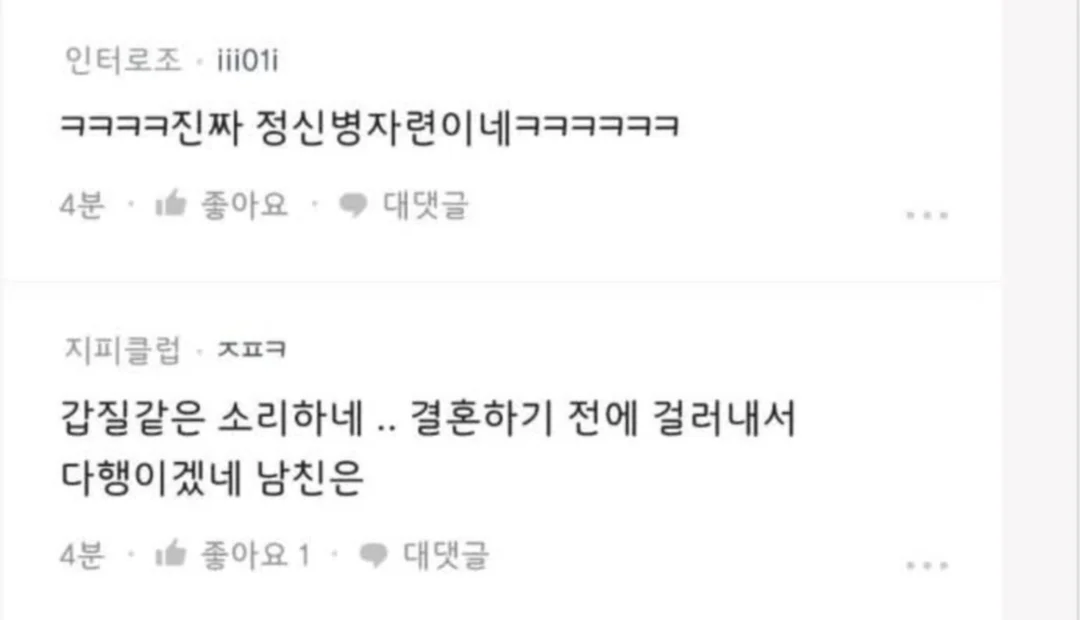 인터로조 · iii01i
ㅋㅋㅋㅋ진짜 정신병자련이네ㅋㅋㅋㅋㅋㅋ
4분 · 좋아요 · 대댓글
지피클럽 · ㅈㅍㅋ
갑질같은 소리하네 .. 결혼하기 전에 걸러내서
다행이겠네 남친은
4분 · 좋아요 1 · 대댓글